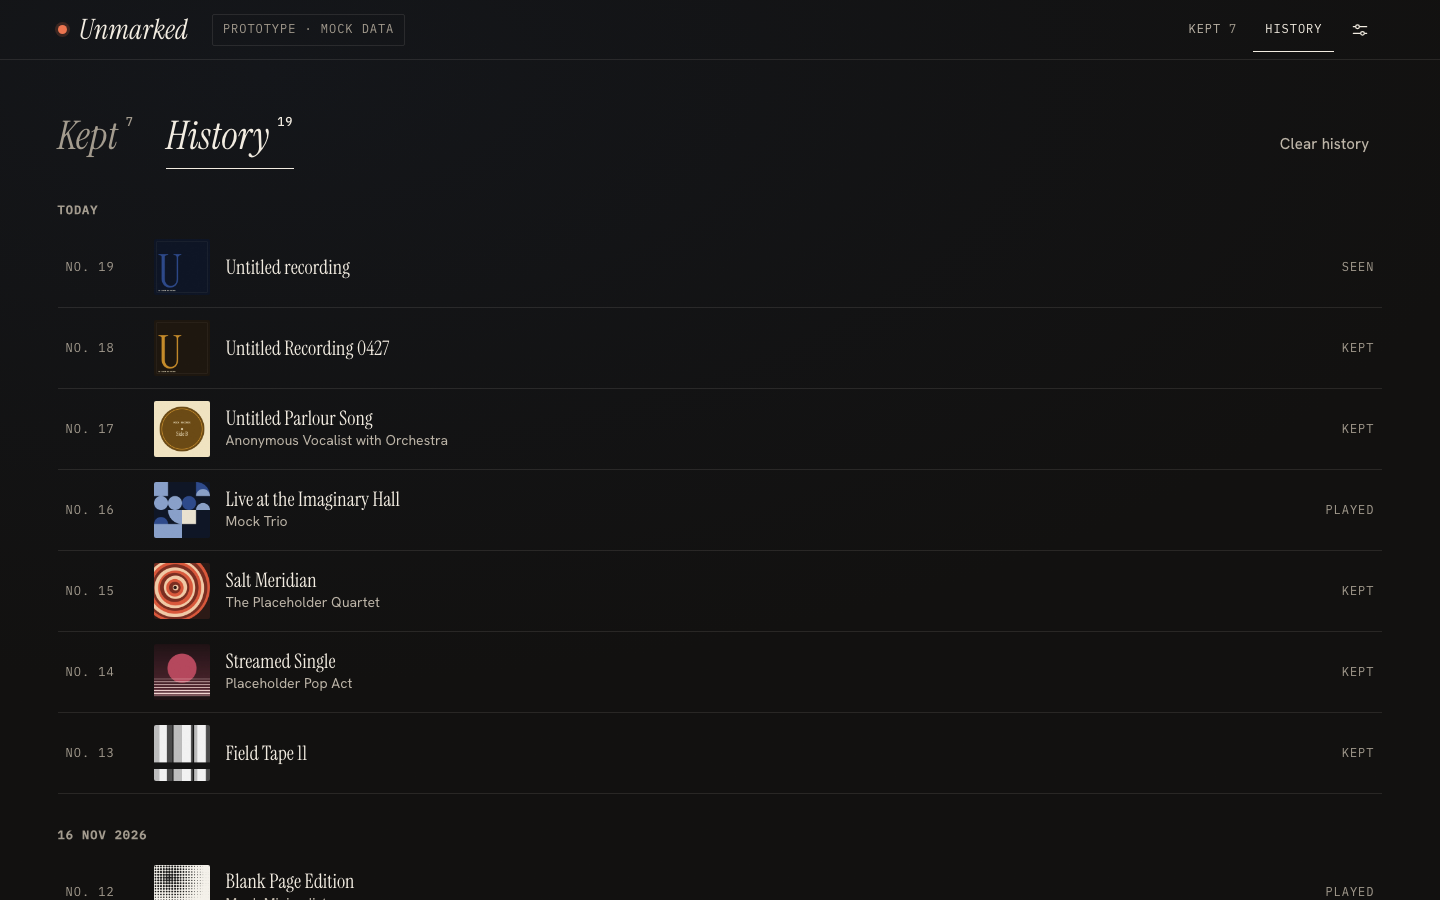 Unmarked
PROTOTYPE · MOCK DATA
KEPT 7
HISTORY
Kept 7
History 19
Clear history
TODAY
NO. 19
U
Untitled recording
SEEN
NO. 18
U
Untitled Recording 0427
KEPT
NO. 17
Side B
Untitled Parlour Song
Anonymous Vocalist with Orchestra
KEPT
NO. 16
Live at the Imaginary Hall
Mock Trio
PLAYED
NO. 15
Salt Meridian
The Placeholder Quartet
KEPT
NO. 14
Streamed Single
Placeholder Pop Act
KEPT
NO. 13
Field Tape 11
KEPT
16 NOV 2026
NO. 12
Blank Page Edition
PLAYED